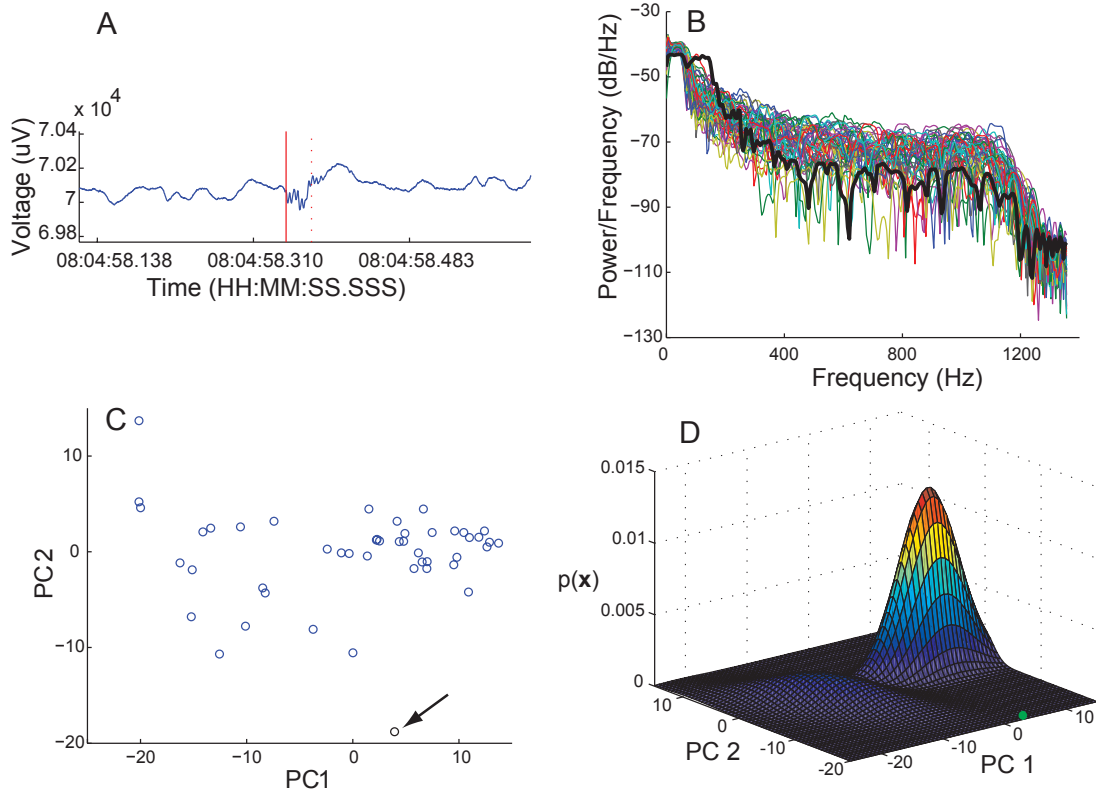 A
x 10⁴
Voltage (uV)
7.04
7.02
7
6.98
08:04:58.138
08:04:58.310
08:04:58.483
Time (HH:MM:SS.SSS)
B
Power/Frequency (dB/Hz)
−30
−50
−70
−90
−110
−130
0
400
800
1200
Frequency (Hz)
C
PC2
10
0
−10
−20
−20
−10
0
10
PC1
D
p(x)
0.015
0.01
0.005
0
10
0
-10
-20
PC 2
-20
-10
0
10
PC 1